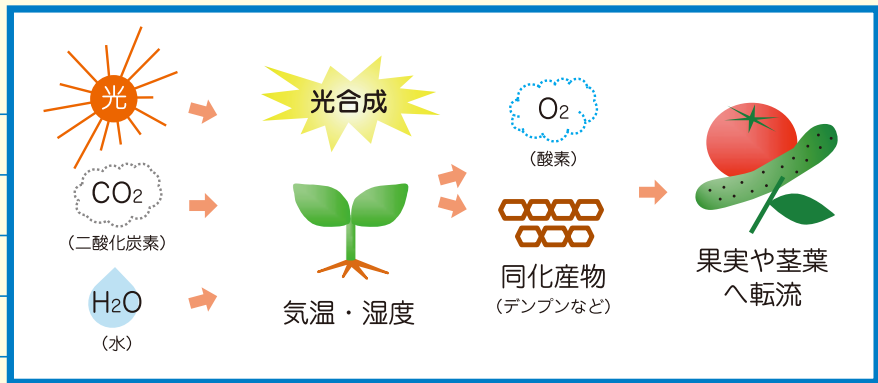 光
CO2
（二酸化炭素）
H2O
（水）
光合成
気温・湿度
O2
（酸素）
同化産物
（デンプンなど）
果実や茎葉
へ転流